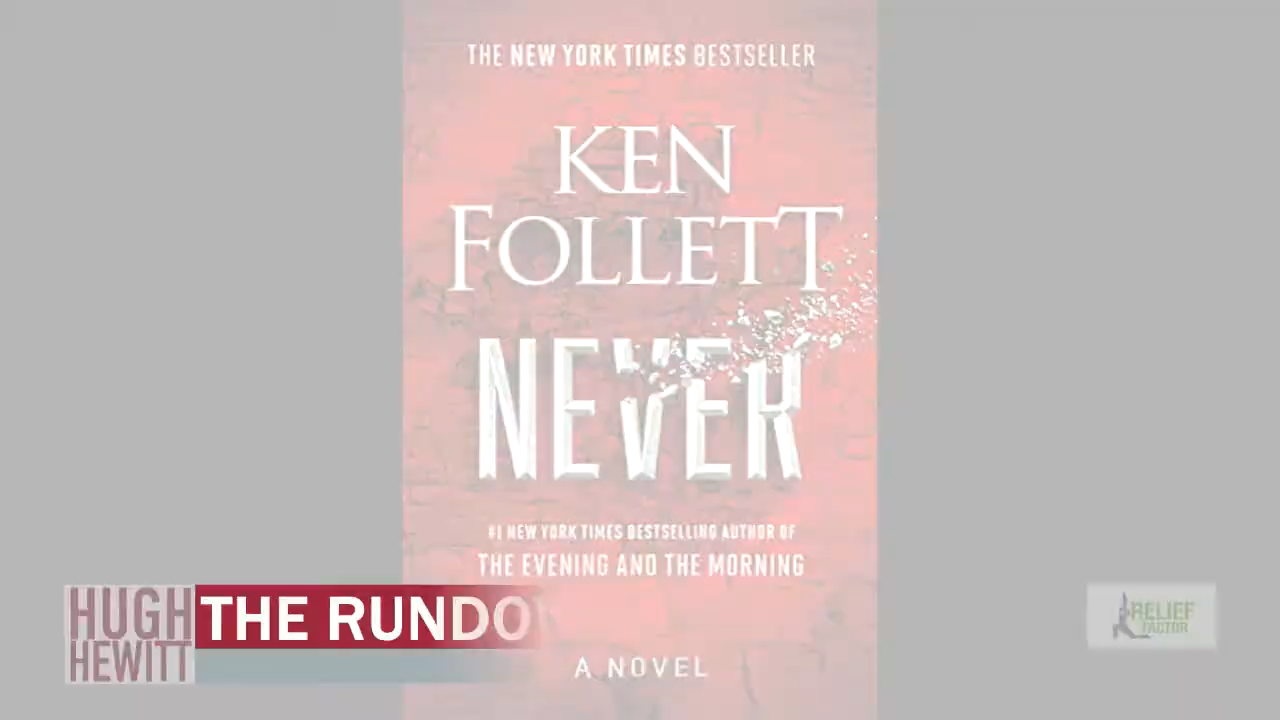 THE NEW YORK TIMES BESTSELLER
KEN
FOLLETT
NEVER
#1 NEW YORK TIMES BESTSELLING AUTHOR OF
THE EVENING AND THE MORNING
A NOVEL
HUGH
HEWITT
THE RUNDO
RELIEF
FACTOR